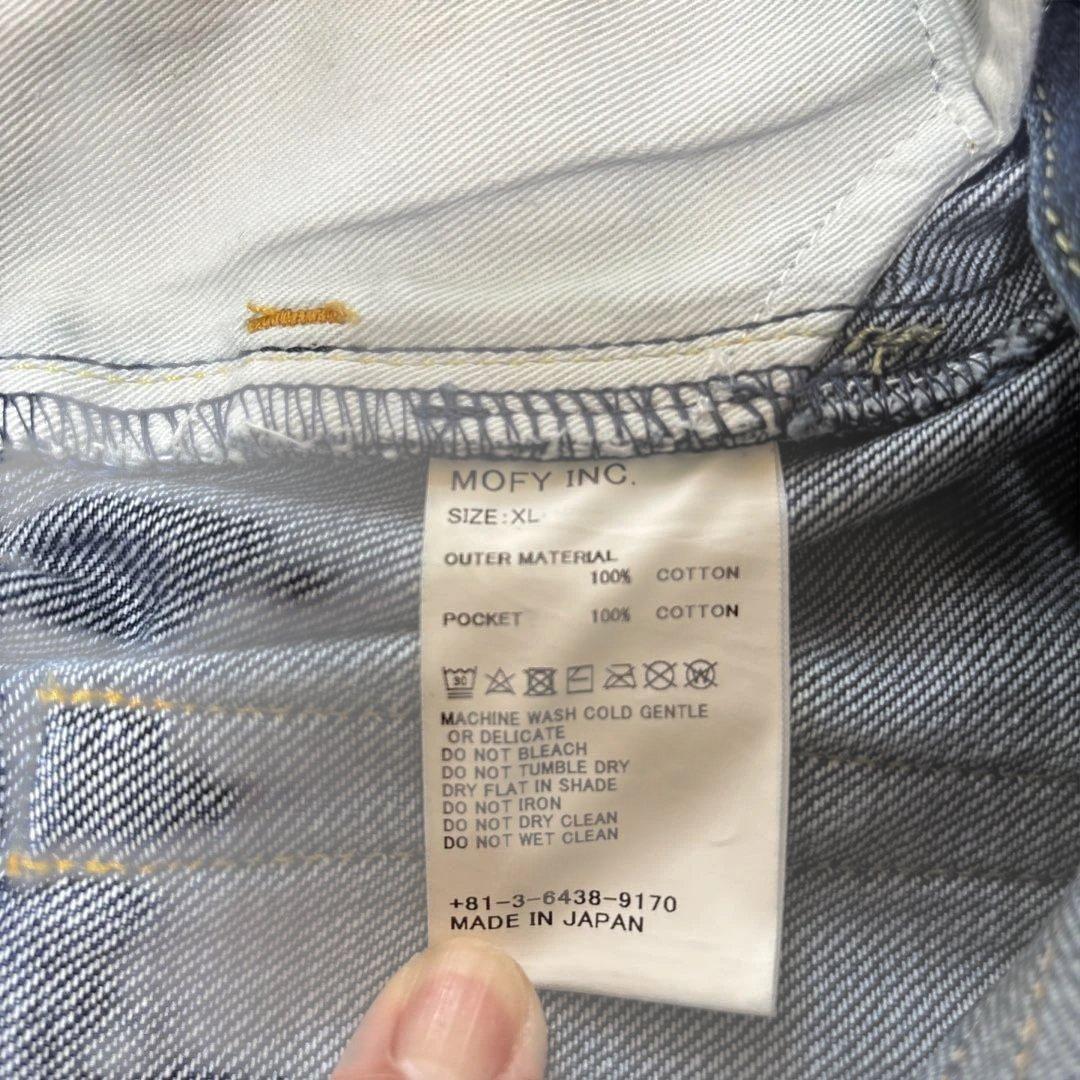 MOFY INC.
SIZE:XL
OUTER MATERIAL
100% COTTON
POCKET 100% COTTON
30
W
MACHINE WASH COLD GENTLE
OR DELICATE
DO NOT BLEACH
DO NOT TUMBLE DRY
DRY FLAT IN SHADE
DO NOT IRON
DO NOT DRY CLEAN
DO NOT WET CLEAN
+81-3-6438-9170
MADE IN JAPAN